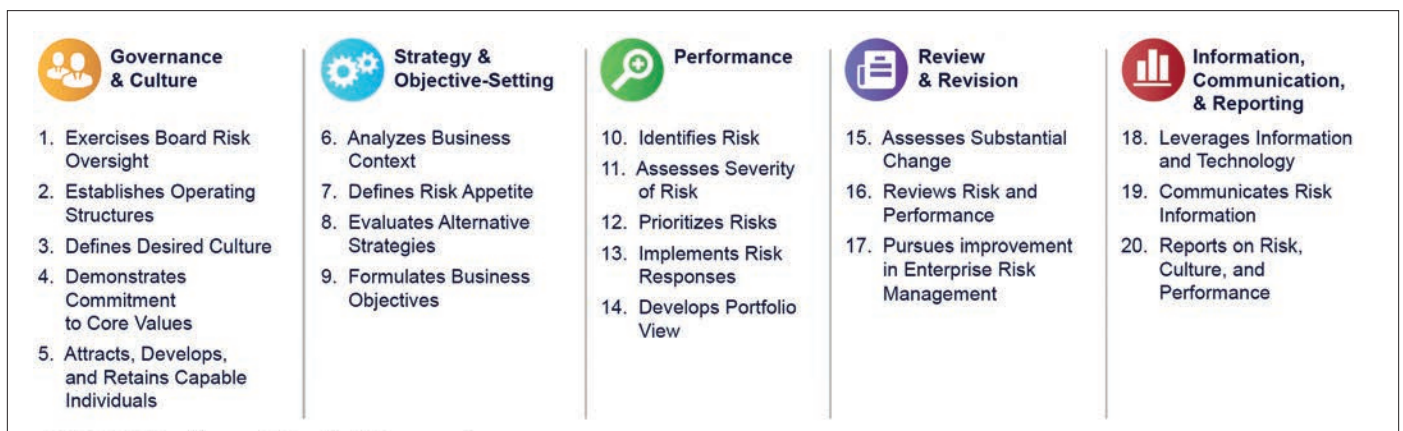 Governance
& Culture
1. Exercises Board Risk
Oversight
2. Establishes Operating
Structures
3. Defines Desired Culture
4. Demonstrates
Commitment
to Core Values
5. Attracts, Develops,
and Retains Capable
Individuals
Strategy &
Objective-Setting
6. Analyzes Business
Context
7. Defines Risk Appetite
8. Evaluates Alternative
Strategies
9. Formulates Business
Objectives
Performance
10. Identifies Risk
11. Assesses Severity
of Risk
12. Prioritizes Risks
13. Implements Risk
Responses
14. Develops Portfolio
View
Review
& Revision
15. Assesses Substantial
Change
16. Reviews Risk and
Performance
17. Pursues improvement
in Enterprise Risk
Management
Information,
Communication,
& Reporting
18. Leverages Information
and Technology
19. Communicates Risk
Information
20. Reports on Risk,
Culture, and
Performance